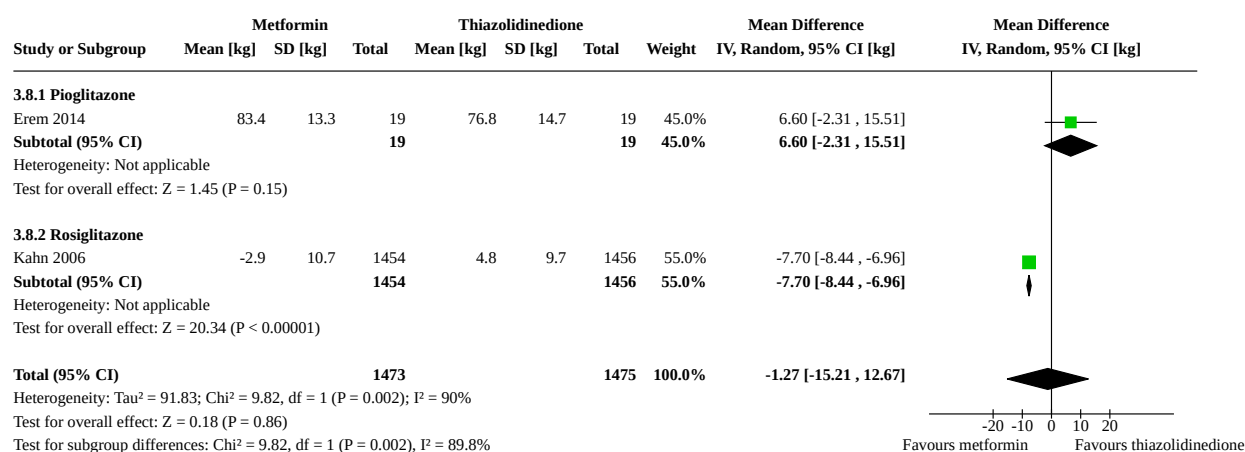 Metformin Thiazolidinedione Mean Difference Mean Difference
Study or Subgroup Mean [kg] SD [kg] Total Mean [kg] SD [kg] Total Weight IV, Random, 95% CI [kg] IV, Random, 95% CI [kg]
3.8.1 Pioglitazone
Erem 2014 83.4 13.3 19 76.8 14.7 19 45.0% 6.60 [-2.31 , 15.51]
Subtotal (95% CI) 19 19 45.0% 6.60 [-2.31 , 15.51]
Heterogeneity: Not applicable
Test for overall effect: Z = 1.45 (P = 0.15)
3.8.2 Rosiglitazone
Kahn 2006 -2.9 10.7 1454 4.8 9.7 1456 55.0% -7.70 [-8.44 , -6.96]
Subtotal (95% CI) 1454 1456 55.0% -7.70 [-8.44 , -6.96]
Heterogeneity: Not applicable
Test for overall effect: Z = 20.34 (P < 0.00001)
Total (95% CI) 1473 1475 100.0% -1.27 [-15.21 , 12.67]
Heterogeneity: Tau² = 91.83; Chi² = 9.82, df = 1 (P = 0.002); I² = 90%
Test for overall effect: Z = 0.18 (P = 0.86) -20 -10 0 10 20
Test for subgroup differences: Chi² = 9.82, df = 1 (P = 0.002), I² = 89.8% Favours metformin Favours thiazolidinedione